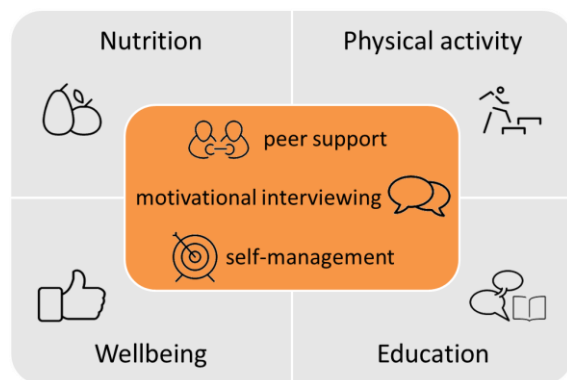 Nutrition
Physical activity
peer support
motivational interviewing
self-management
Wellbeing
Education